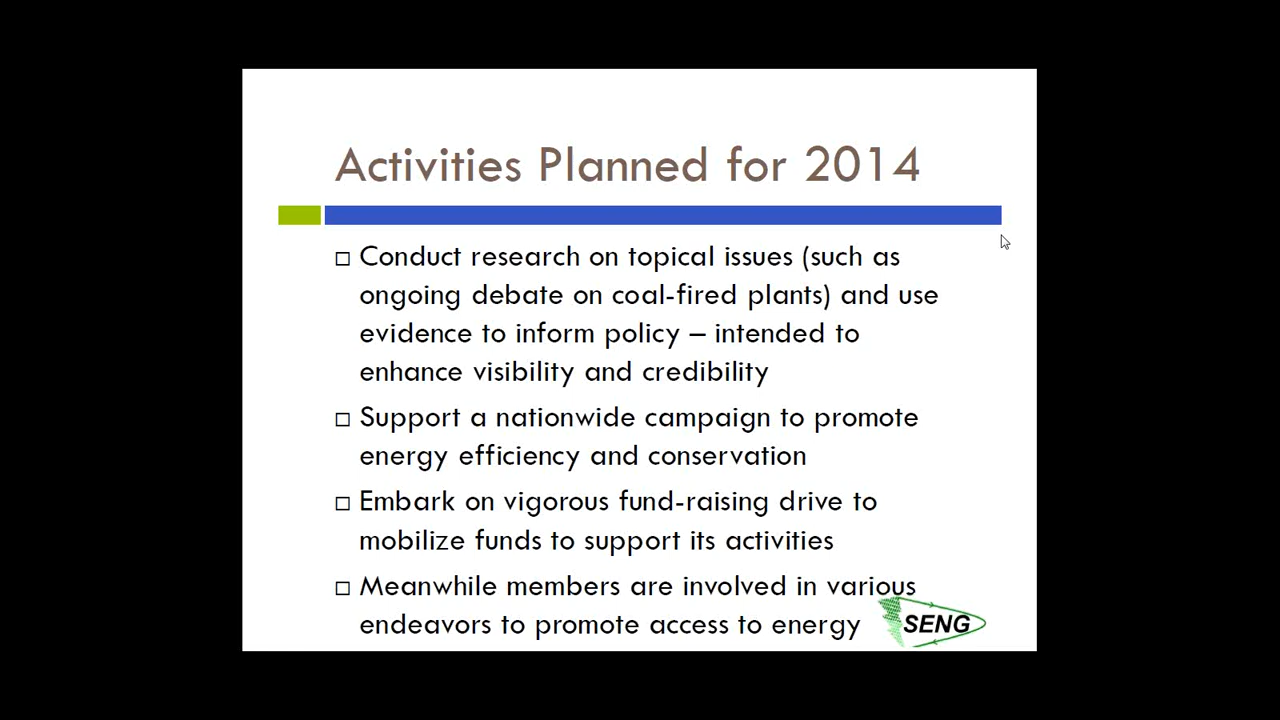 Activities Planned for 2014
□ Conduct research on topical issues (such as
ongoing debate on coal-fired plants) and use
evidence to inform policy – intended to
enhance visibility and credibility
□ Support a nationwide campaign to promote
energy efficiency and conservation
□ Embark on vigorous fund-raising drive to
mobilize funds to support its activities
□ Meanwhile members are involved in various
endeavors to promote access to energy
SENG